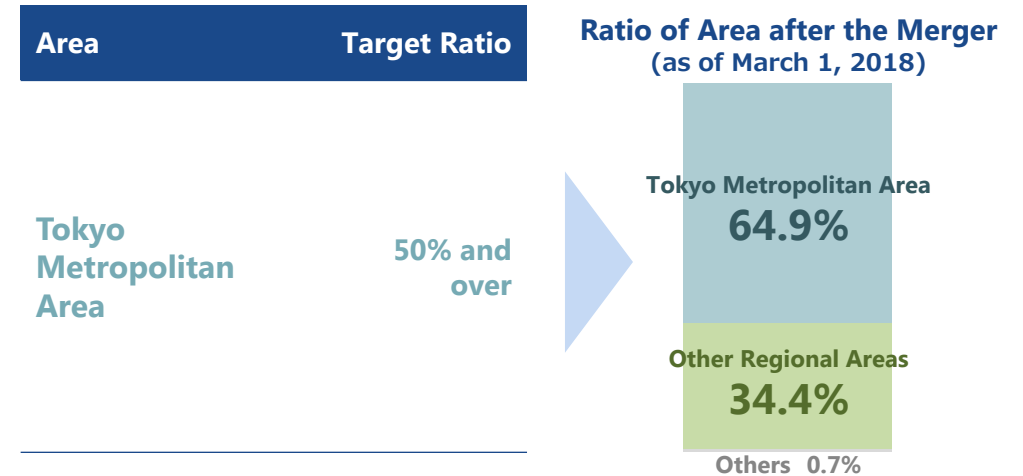 Area Target Ratio
Tokyo
Metropolitan
Area
50% and
over
Ratio of Area after the Merger
(as of March 1, 2018)
Tokyo Metropolitan Area
64.9%
Other Regional Areas
34.4%
Others 0.7%